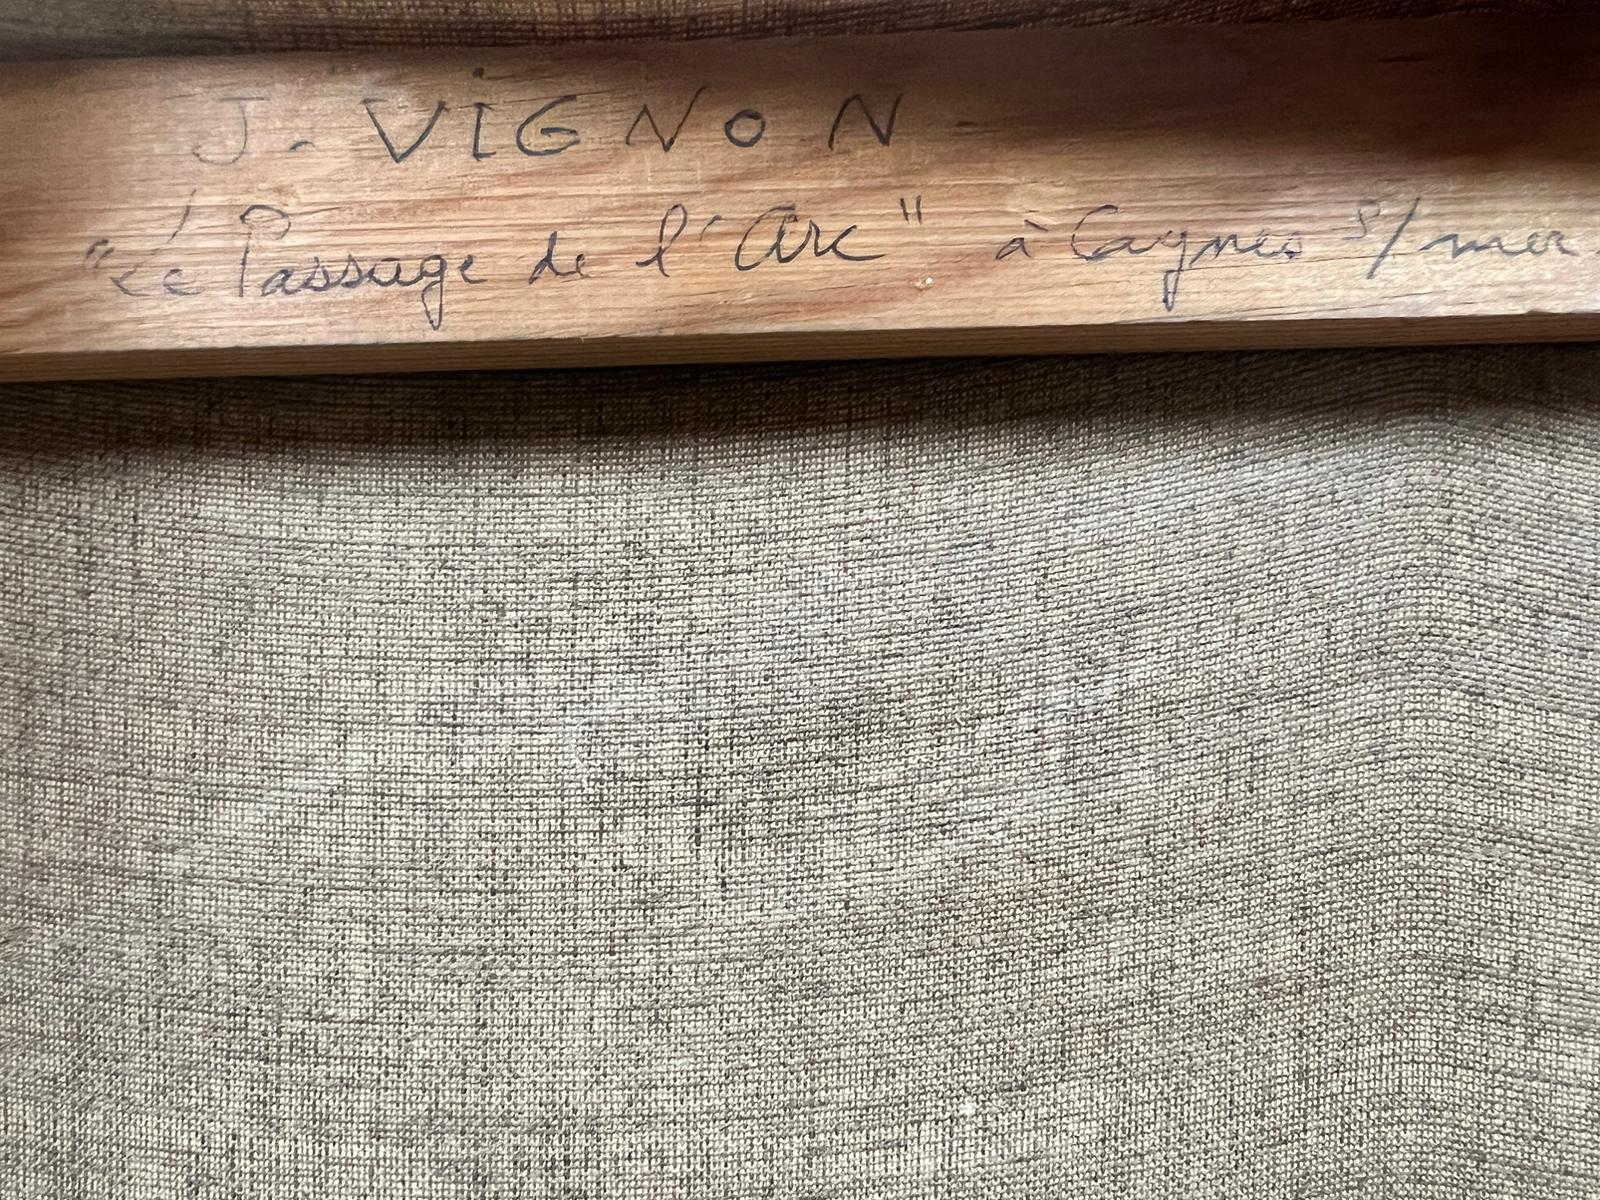 J. VIGNON
"Le Passage de l'Arc" à Cagnes s/mer.